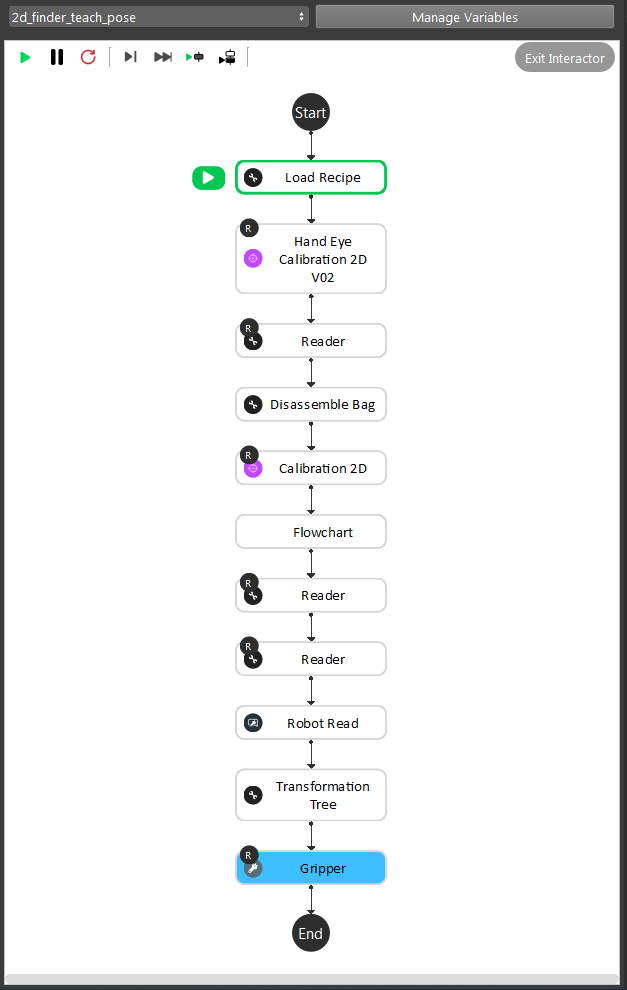 2d_finder_teach_pose
Manage Variables
Exit Interactor
Start
Load Recipe
R
Hand Eye
Calibration 2D
V02
R
Reader
Disassemble Bag
R
Calibration 2D
Flowchart
R
Reader
R
Reader
Robot Read
Transformation
Tree
R
Gripper
End